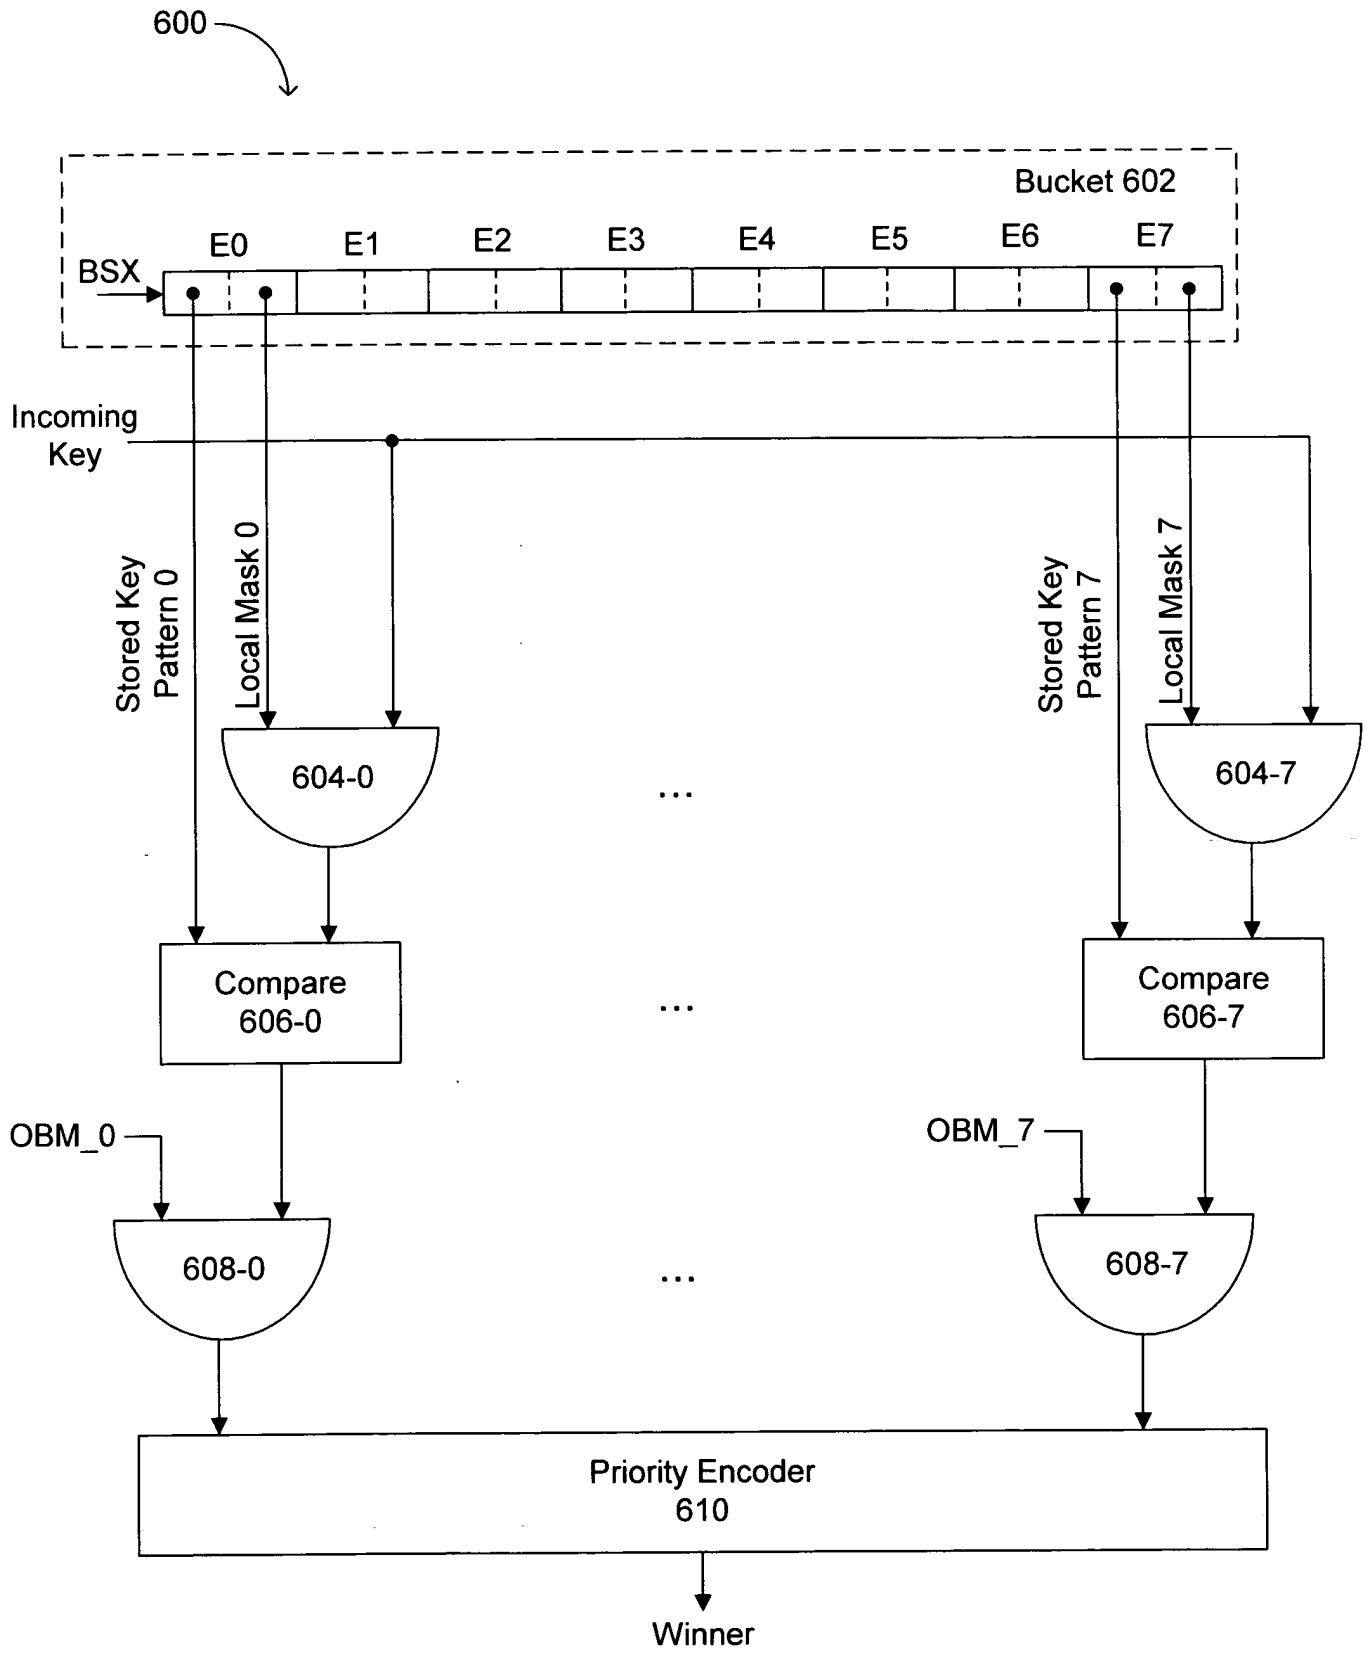 600
Bucket 602
E0 E1 E2 E3 E4 E5 E6 E7
BSX
Incoming
Key
Stored Key
Pattern 0
Local Mask 0
Stored Key
Pattern 7
Local Mask 7
604-0
...
604-7
Compare
606-0
...
Compare
606-7
OBM_0
OBM_7
608-0
...
608-7
Priority Encoder
610
Winner